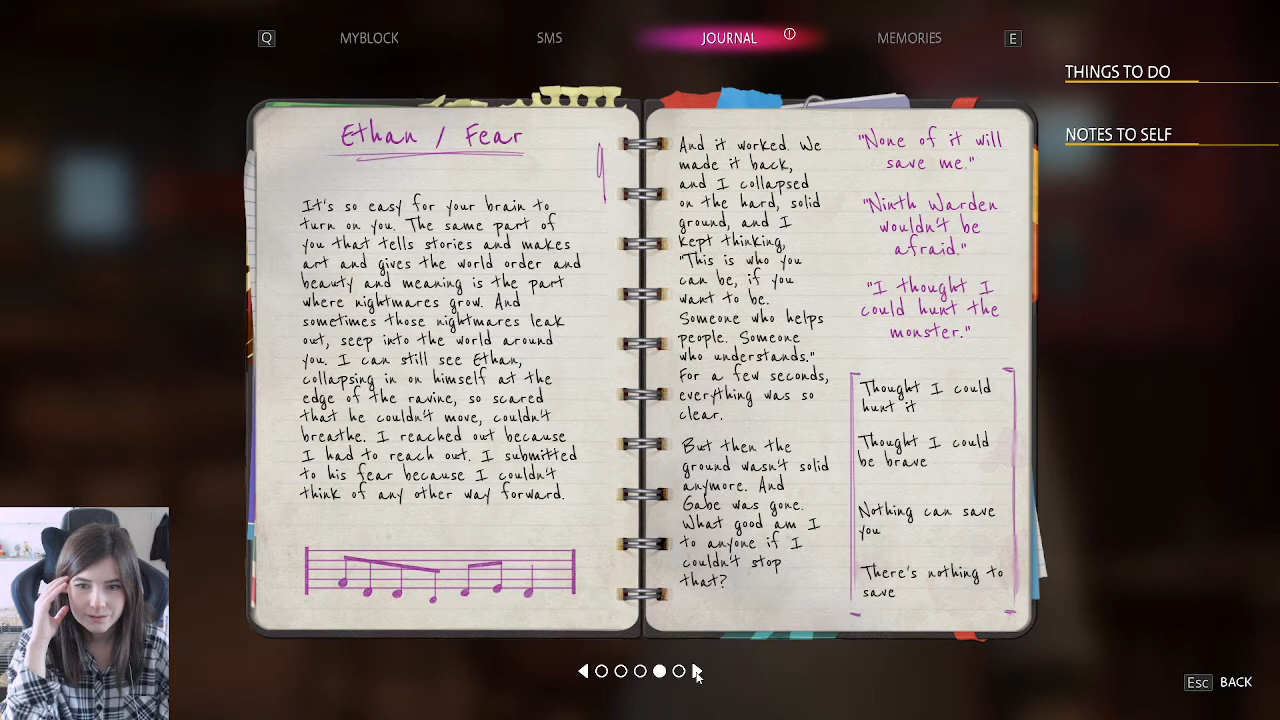 Q
MYBLOCK
SMS
JOURNAL
MEMORIES
E
THINGS TO DO
NOTES TO SELF
Ethan / Fear
It's so easy for your brain to
turn on you. The same part of
you that tells stories and makes
art and gives the world order and
beauty and meaning is the part
where nightmares grow. And
sometimes those nightmares leak
out, seep into the world around
you. I can still see Ethan,
collapsing in on himself at the
edge of the ravine, so scared
that he couldn't move, couldn't
breathe. I reached out because
I had to reach out. I submitted
to his fear because I couldn't
think of any other way forward.
And it worked. We
made it back,
and I collapsed
on the hard, solid
ground, and I
kept thinking,
"This is who you
can be, if you
want to be.
Someone who helps
people. Someone
who understands."
For a few seconds,
everything was so
clear.
But then the
ground wasn't solid
anymore. And
Gabe was gone.
What good am I
to anyone if I
couldn't stop
that?
"None of it will
save me."
"Ninth Warden
wouldn't be
afraid."
"I thought I
could hunt the
monster."
Thought I could
hunt it
Thought I could
be brave
Nothing can save
you
There's nothing to
save
Esc BACK